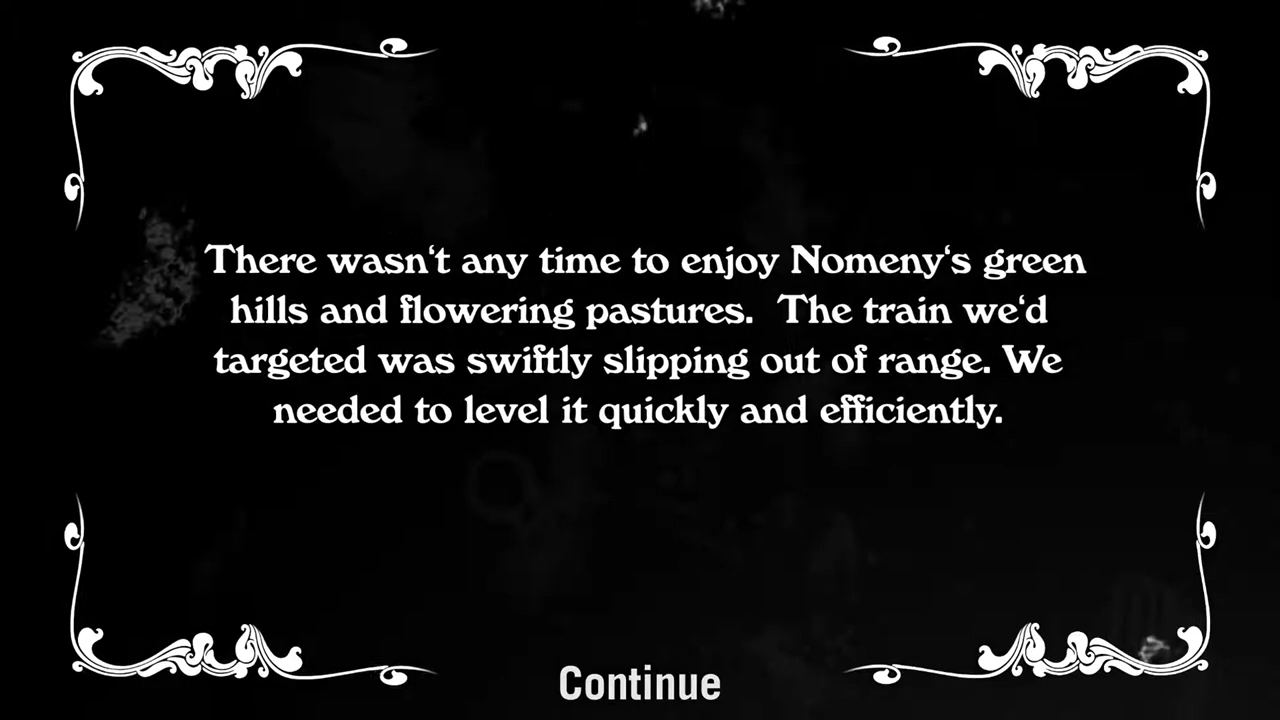 There wasn't any time to enjoy Nomeny's green
hills and flowering pastures.  The train we'd
targeted was swiftly slipping out of range. We
needed to level it quickly and efficiently.
Continue